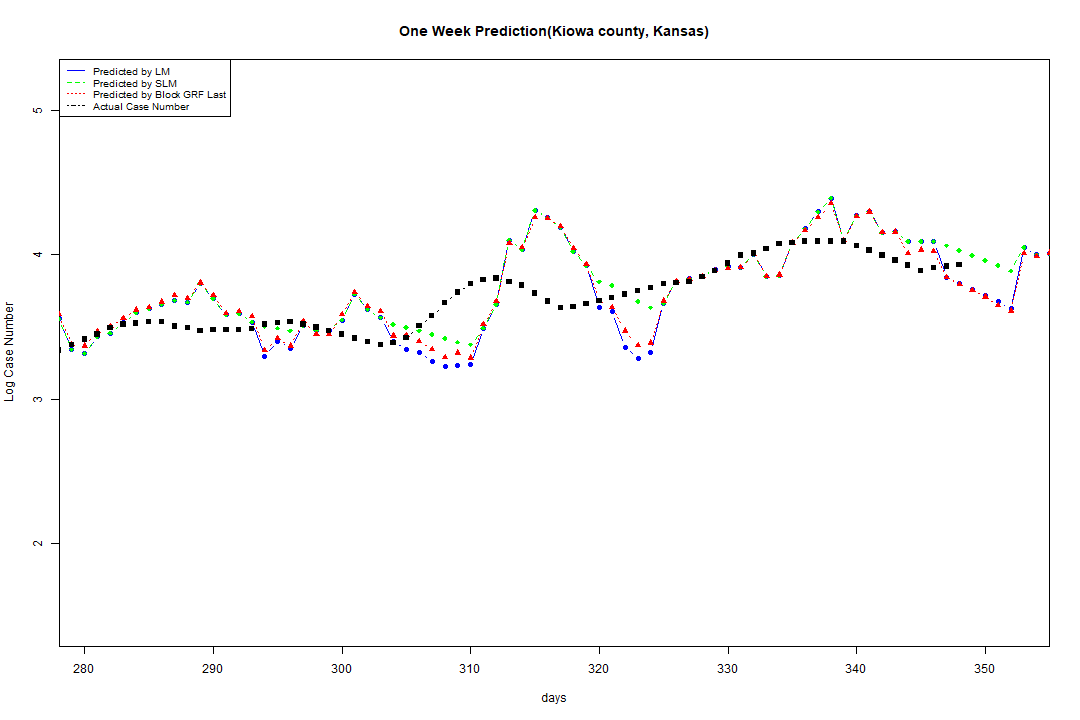 One Week Prediction(Kiowa county, Kansas)
Predicted by LM
Predicted by SLM
Predicted by Block GRF Last
Actual Case Number
5
4
3
2
Log Case Number
280 290 300 310 320 330 340 350
days